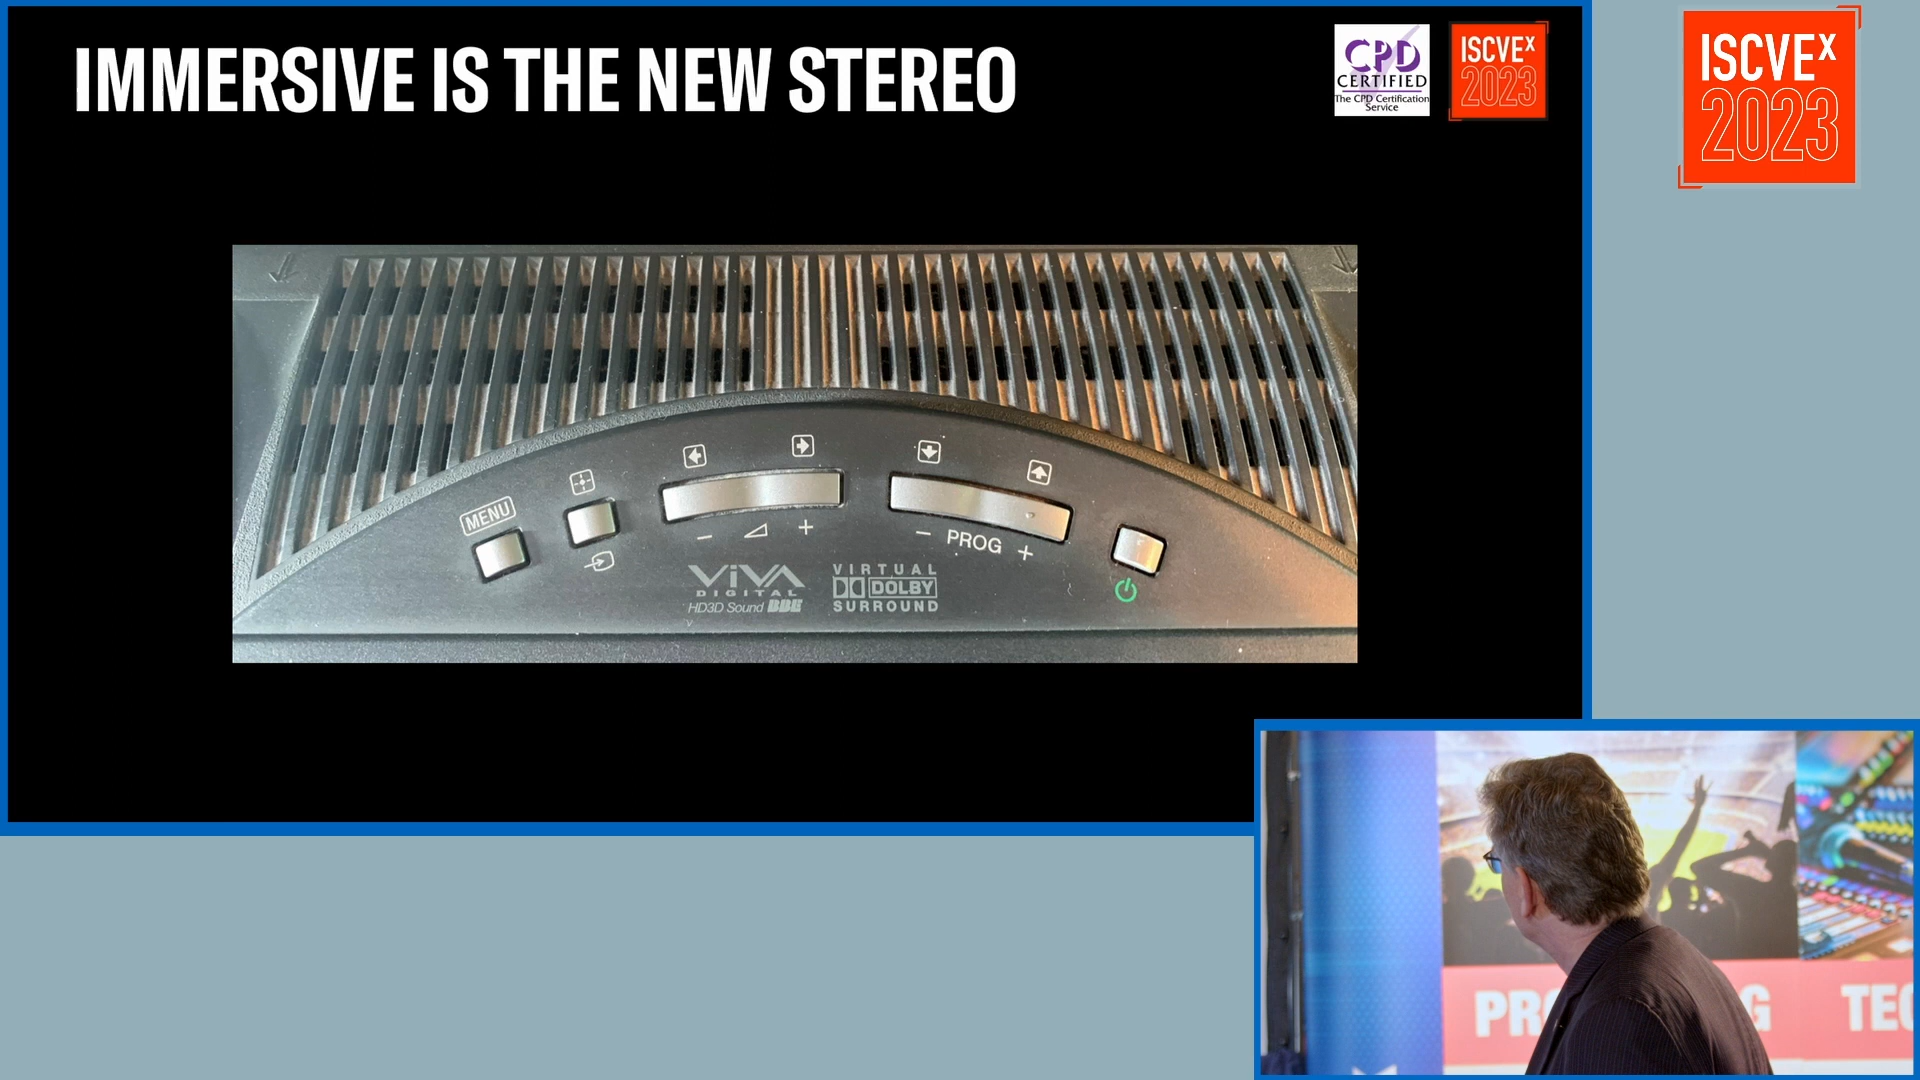 IMMERSIVE IS THE NEW STEREO
CPD
CERTIFIED
The CPD Certification
Service
ISCVEx
2023
ISCVEx
2023
MENU
− +
− PROG +
ViVA
DIGITAL
HD3D Sound BBE
VIRTUAL
DOLBY
SURROUND